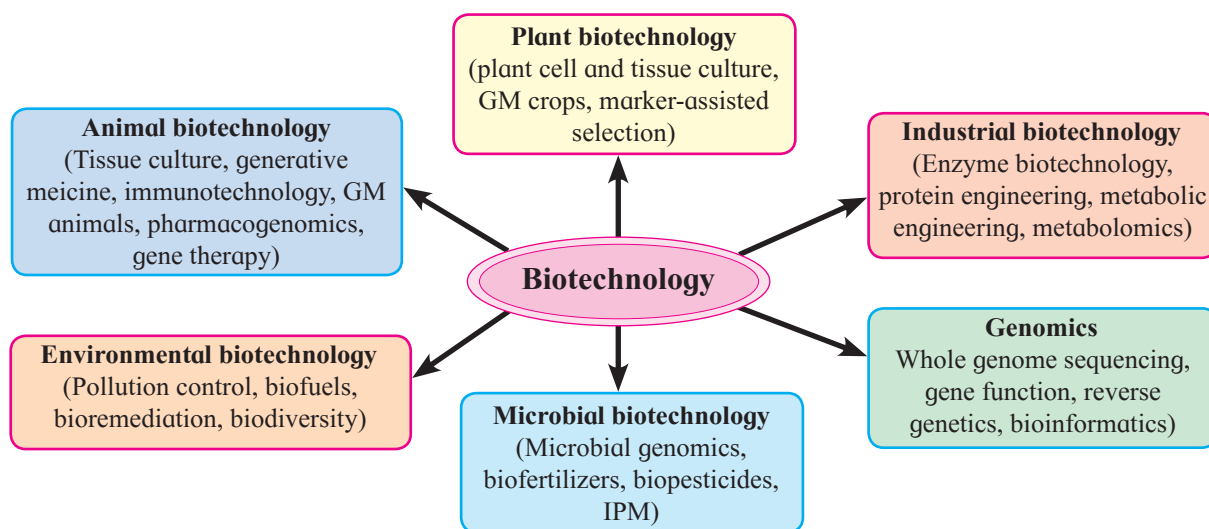 Plant biotechnology
(plant cell and tissue culture,
GM crops, marker-assisted
selection)
Animal biotechnology
(Tissue culture, generative
meicine, immunotechnology, GM
animals, pharmacogenomics,
gene therapy)
Industrial biotechnology
(Enzyme biotechnology,
protein engineering, metabolic
engineering, metabolomics)
Biotechnology
Environmental biotechnology
(Pollution control, biofuels,
bioremediation, biodiversity)
Microbial biotechnology
(Microbial genomics,
biofertilizers, biopesticides,
IPM)
Genomics
Whole genome sequencing,
gene function, reverse
genetics, bioinformatics)